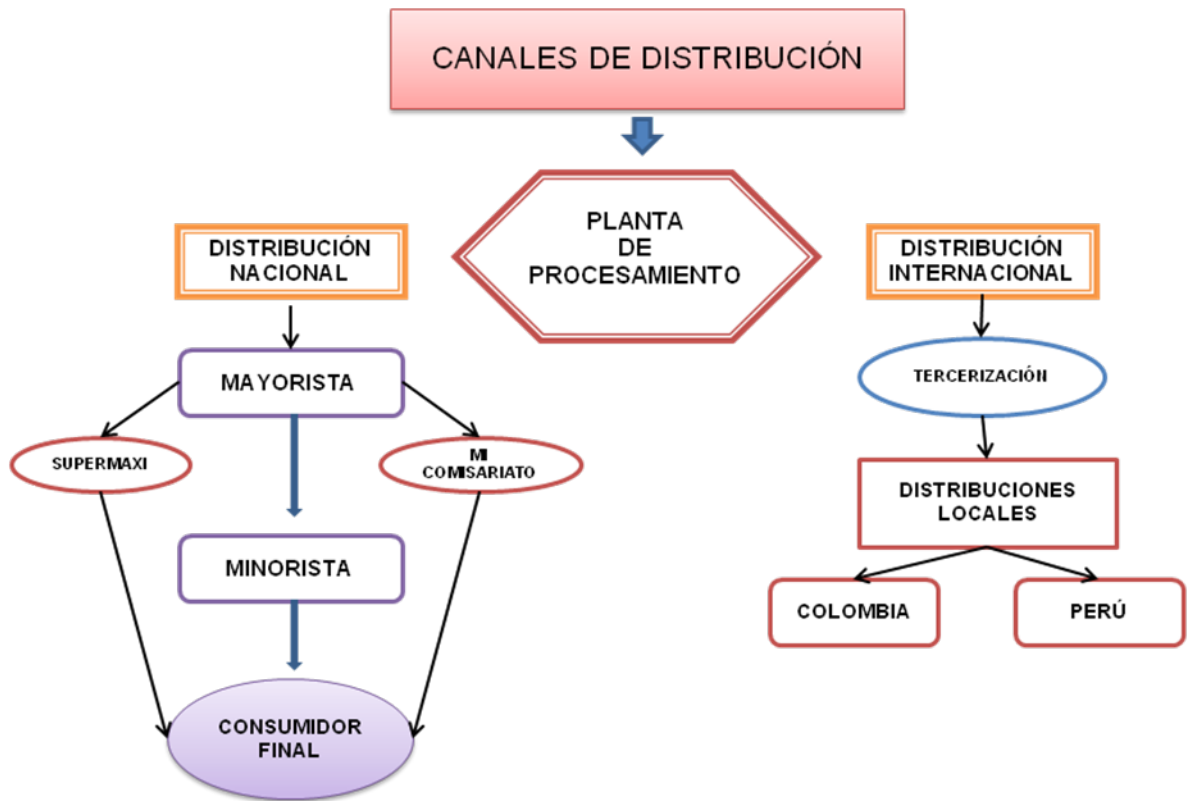 CANALES DE DISTRIBUCIÓN
PLANTA
DE
PROCESAMIENTO
DISTRIBUCIÓN
NACIONAL
MAYORISTA
SUPERMAXI
MI
COMISARIATO
MINORISTA
CONSUMIDOR
FINAL
DISTRIBUCIÓN
INTERNACIONAL
TERCERIZACIÓN
DISTRIBUCIONES
LOCALES
COLOMBIA
PERÚ